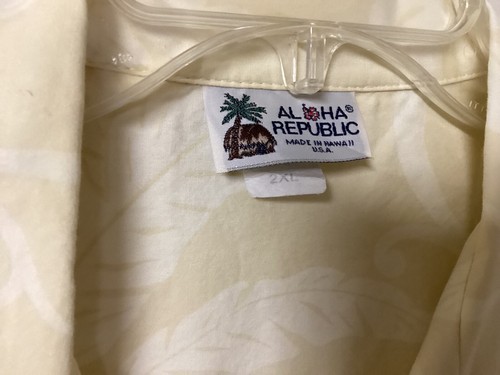 ALOHA®
REPUBLIC
MADE IN HAWAII
U.S.A.
2XL